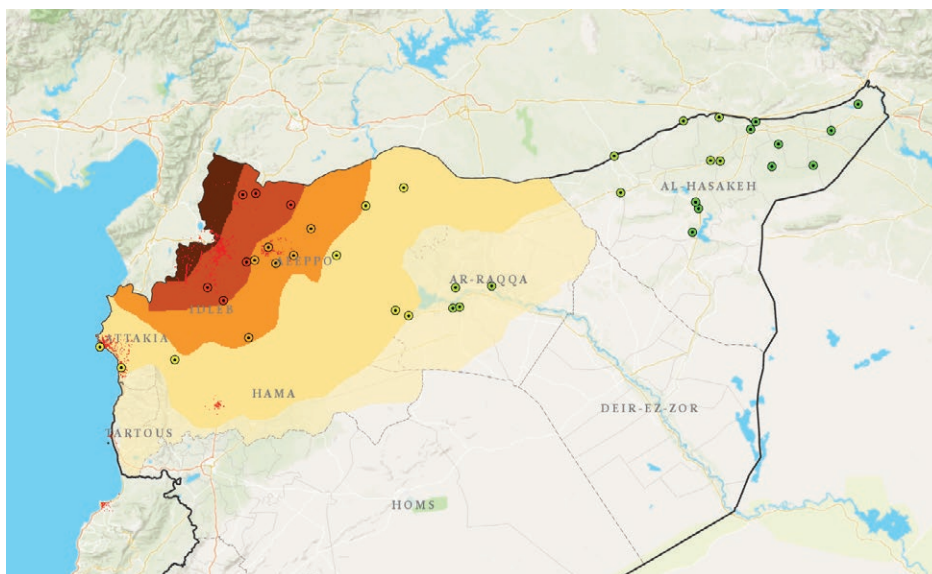 AL-HASAKEH
ALEPPO
AR-RAQQA
IDLEB
LATTAKIA
HAMA
DEIR-EZ-ZOR
TARTOUS
HOMS